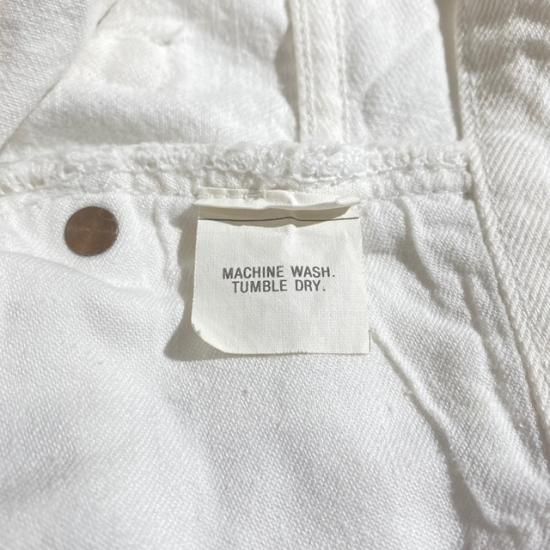 MACHINE WASH.
TUMBLE DRY.